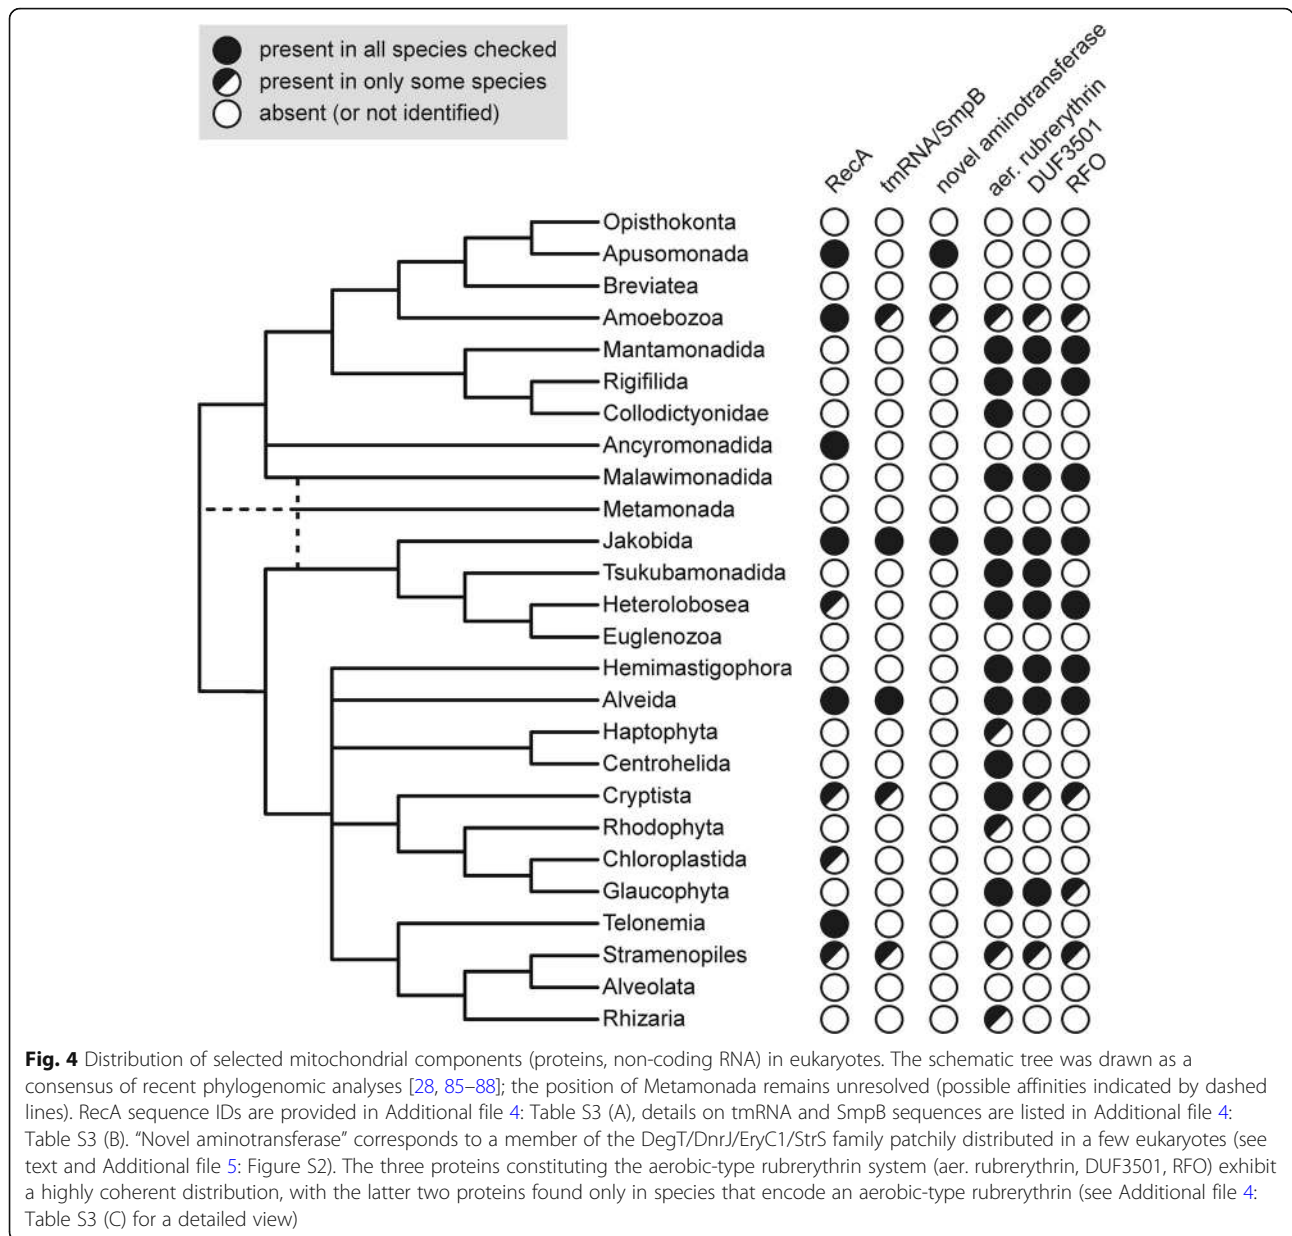 present in all species checked
present in only some species
absent (or not identified)
RecA
tmRNA/SmpB
novel aminotransferase
aer. rubrerythrin
DUF3501
RFO
Opisthokonta
Apusomonada
Breviatea
Amoebozoa
Mantamonadida
Rigifilida
Collodictyonidae
Ancyromonadida
Malawimonadida
Metamonada
Jakobida
Tsukubamonadida
Heterolobosea
Euglenozoa
Hemimastigophora
Alveida
Haptophyta
Centrohelida
Cryptista
Rhodophyta
Chloroplastida
Glaucophyta
Telonemia
Stramenopiles
Alveolata
Rhizaria
Fig. 4 Distribution of selected mitochondrial components (proteins, non-coding RNA) in eukaryotes. The schematic tree was drawn as a
consensus of recent phylogenomic analyses [28, 85–88]; the position of Metamonada remains unresolved (possible affinities indicated by dashed
lines). RecA sequence IDs are provided in Additional file 4: Table S3 (A), details on tmRNA and SmpB sequences are listed in Additional file 4:
Table S3 (B). “Novel aminotransferase” corresponds to a member of the DegT/DnrJ/EryC1/StrS family patchily distributed in a few eukaryotes (see
text and Additional file 5: Figure S2). The three proteins constituting the aerobic-type rubrerythrin system (aer. rubrerythrin, DUF3501, RFO) exhibit
a highly coherent distribution, with the latter two proteins found only in species that encode an aerobic-type rubrerythrin (see Additional file 4:
Table S3 (C) for a detailed view)